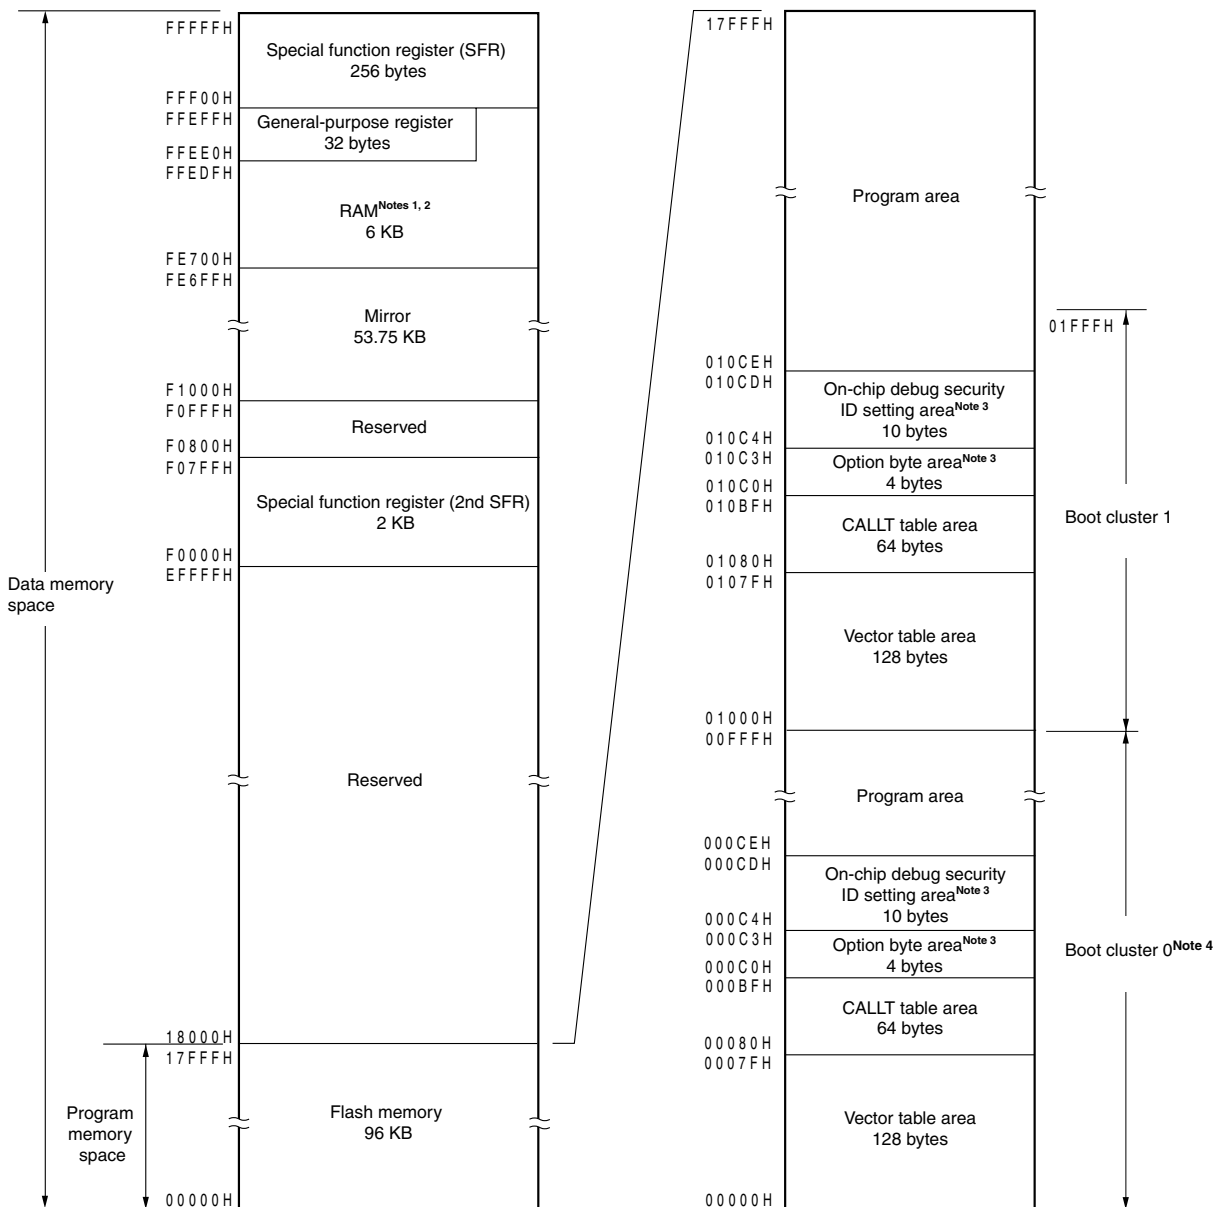 FFFFFH
Special function register (SFR)
256 bytes
FFF00H
FFEFFH
General-purpose register
32 bytes
FFEE0H
FFEDFH
RAMNotes 1, 2
6 KB
FE700H
FE6FFH
Mirror
53.75 KB
F1000H
F0FFFH
Reserved
F0800H
F07FFH
Special function register (2nd SFR)
2 KB
F0000H
EFFFFH
Data memory
space
Reserved
18000H
17FFFH
Program
memory
space
Flash memory
96 KB
00000H
17FFFH
Program area
01FFFH
010CEH
010CDH
On-chip debug security
ID setting areaNote 3
10 bytes
010C4H
010C3H
Option byte areaNote 3
4 bytes
010C0H
010BFH
CALLT table area
64 bytes
Boot cluster 1
01080H
0107FH
Vector table area
128 bytes
01000H
00FFFH
Program area
000CEH
000CDH
On-chip debug security
ID setting areaNote 3
10 bytes
000C4H
000C3H
Option byte areaNote 3
4 bytes
Boot cluster 0Note 4
000C0H
000BFH
CALLT table area
64 bytes
00080H
0007FH
Vector table area
128 bytes
00000H